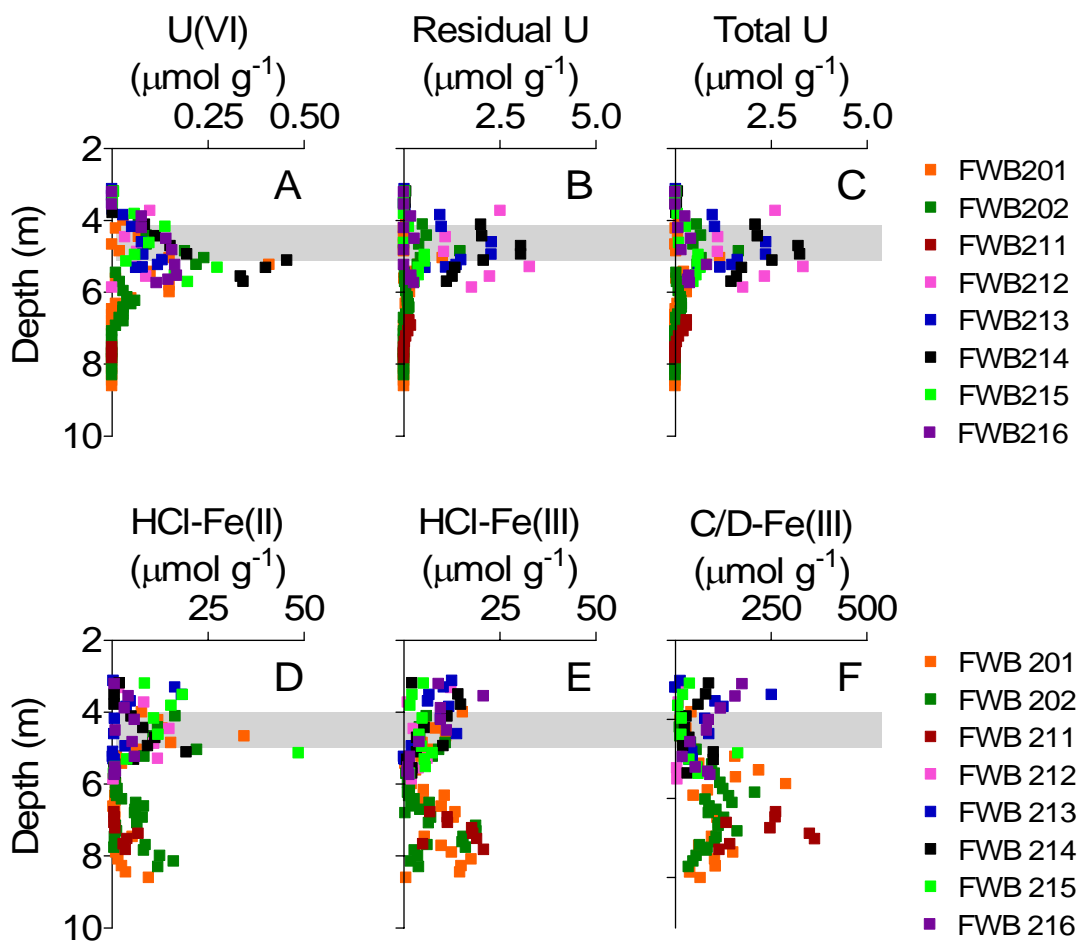 U(VI) Residual U Total U
(μmol g⁻¹) (μmol g⁻¹) (μmol g⁻¹)
0.25 0.50 2.5 5.0 2.5 5.0
2
A B C
4
6
8
10
Depth (m)
FWB201
FWB202
FWB211
FWB212
FWB213
FWB214
FWB215
FWB216
HCl-Fe(II) HCl-Fe(III) C/D-Fe(III)
(μmol g⁻¹) (μmol g⁻¹) (μmol g⁻¹)
25 50 25 50 250 500
2
D E F
4
6
8
10
Depth (m)
FWB 201
FWB 202
FWB 211
FWB 212
FWB 213
FWB 214
FWB 215
FWB 216